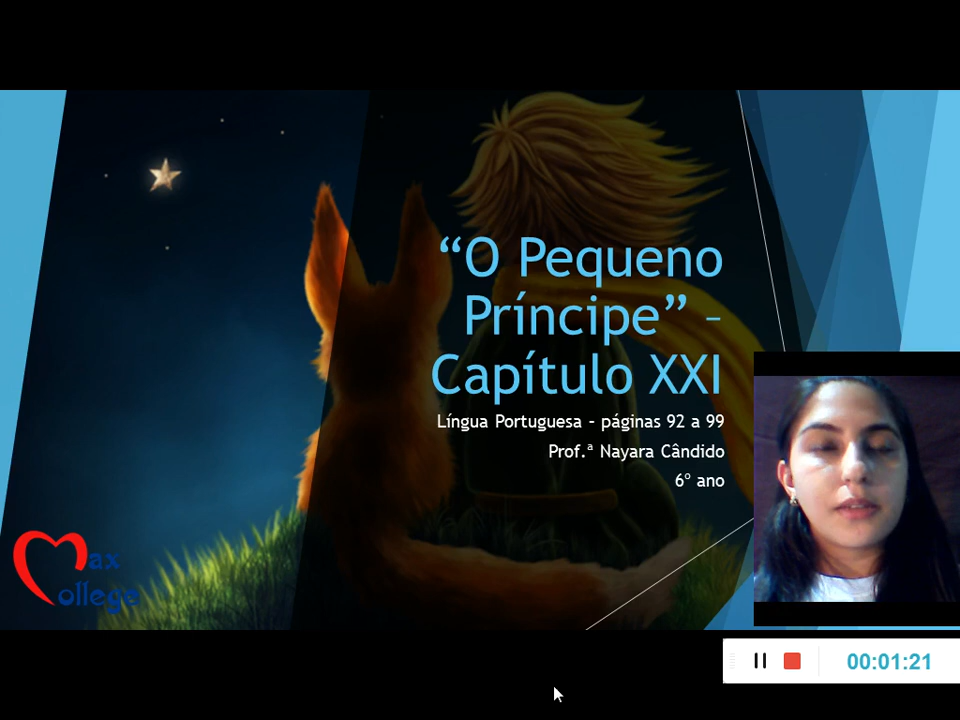 “O Pequeno
Príncipe” –
Capítulo XXI
Língua Portuguesa – páginas 92 a 99
Prof.ª Nayara Cândido
6º ano
Max
College
00:01:21